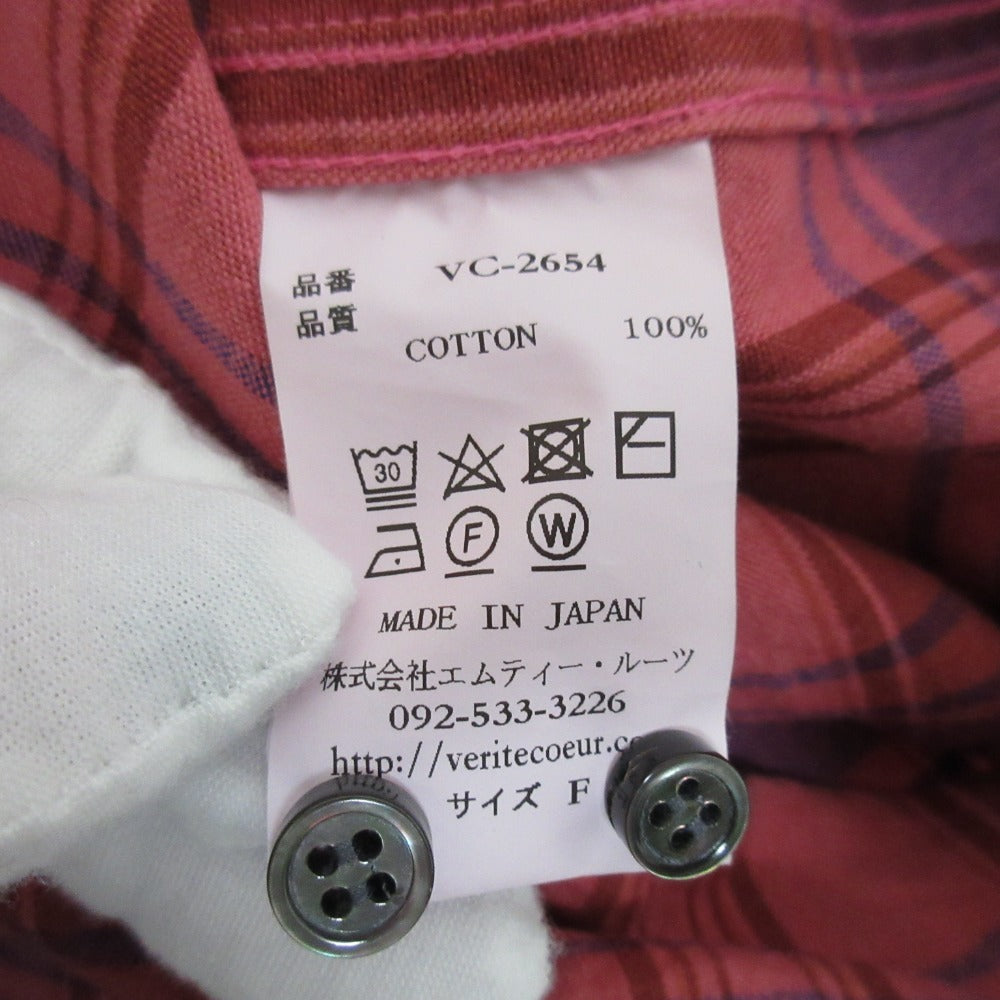 品番 VC-2654
品質
COTTON 100%
30
F W
MADE IN JAPAN
株式会社エムティー・ルーツ
092-533-3226
http://veritecoeur.c
サイズ F